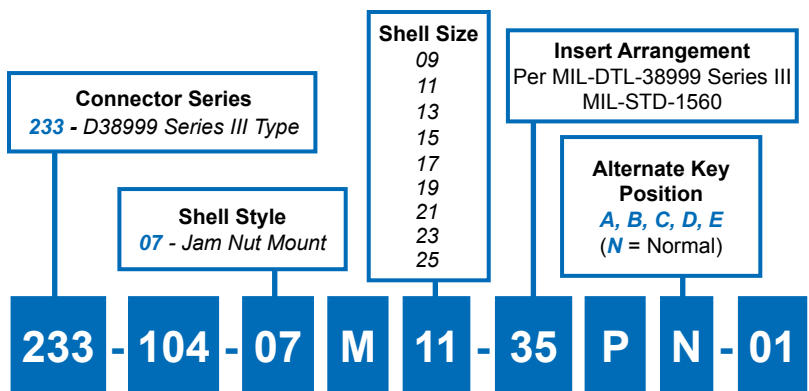 Connector Series
233 - D38999 Series III Type
Shell Style
07 - Jam Nut Mount
Shell Size
09
11
13
15
17
19
21
23
25
Insert Arrangement
Per MIL-DTL-38999 Series III
MIL-STD-1560
Alternate Key
Position
A, B, C, D, E
(N = Normal)
233 - 104 - 07 M 11 - 35 P N - 01